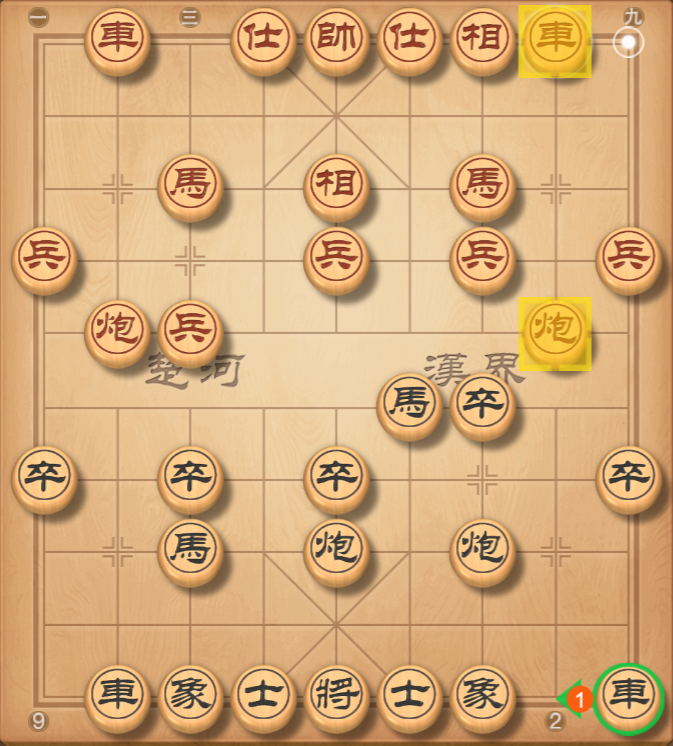 一 三 九
車 仕 帥 仕 相 車
馬 相 馬
兵 兵 兵 兵
炮 兵 炮
楚河 漢界
馬 卒
卒 卒 卒 卒
馬 炮 炮
車 象 士 將 士 象 1 車
9 2